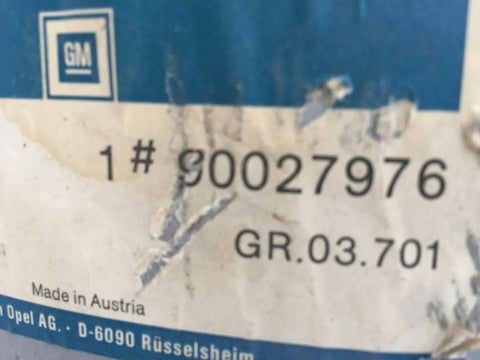 GM
1 # 90027976
GR.03.701
Made in Austria
Opel AG. · D-6090 Rüsselsheim